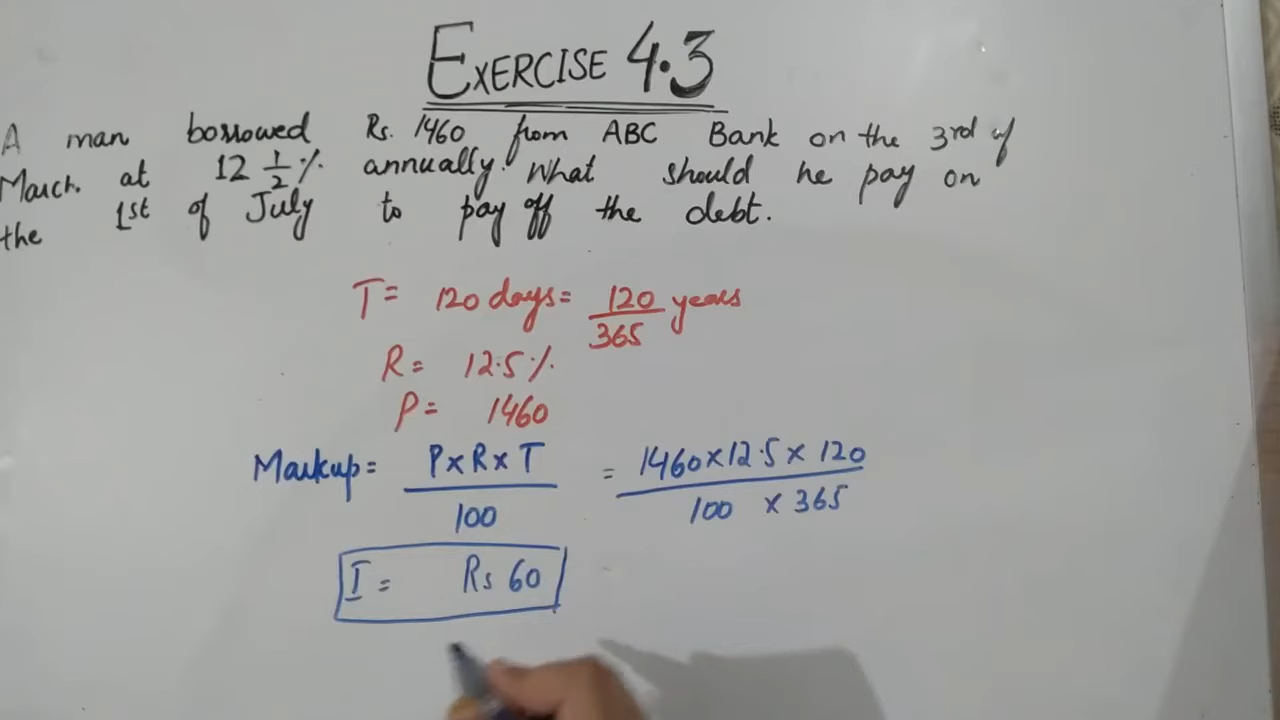 EXERCISE 4.3
A man borrowed Rs. 1460 from ABC Bank on the 3rd of
March. at 12 1/2 % annually. What should he pay on
the 1st of July to pay off the debt.
T= 120 days= 120/365 years
R= 12.5%
P= 1460
Markup= P×R×T/100 = 1460×12.5×120/100 × 365
I= Rs 60